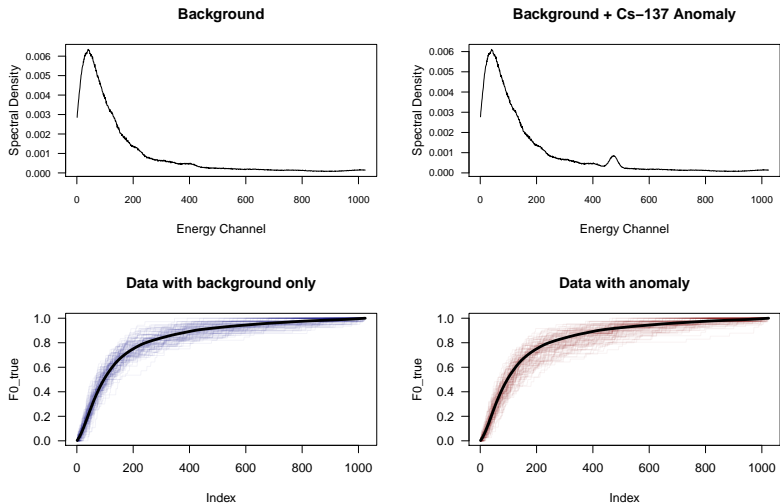 Background
Background + Cs−137 Anomaly
Spectral Density
0.006
0.005
0.004
0.003
0.002
0.001
0.000
0 200 400 600 800 1000
Energy Channel
Spectral Density
0.006
0.005
0.004
0.003
0.002
0.001
0.000
0 200 400 600 800 1000
Energy Channel
Data with background only
Data with anomaly
F0_true
1.0
0.8
0.6
0.4
0.2
0.0
0 200 400 600 800 1000
Index
F0_true
1.0
0.8
0.6
0.4
0.2
0.0
0 200 400 600 800 1000
Index